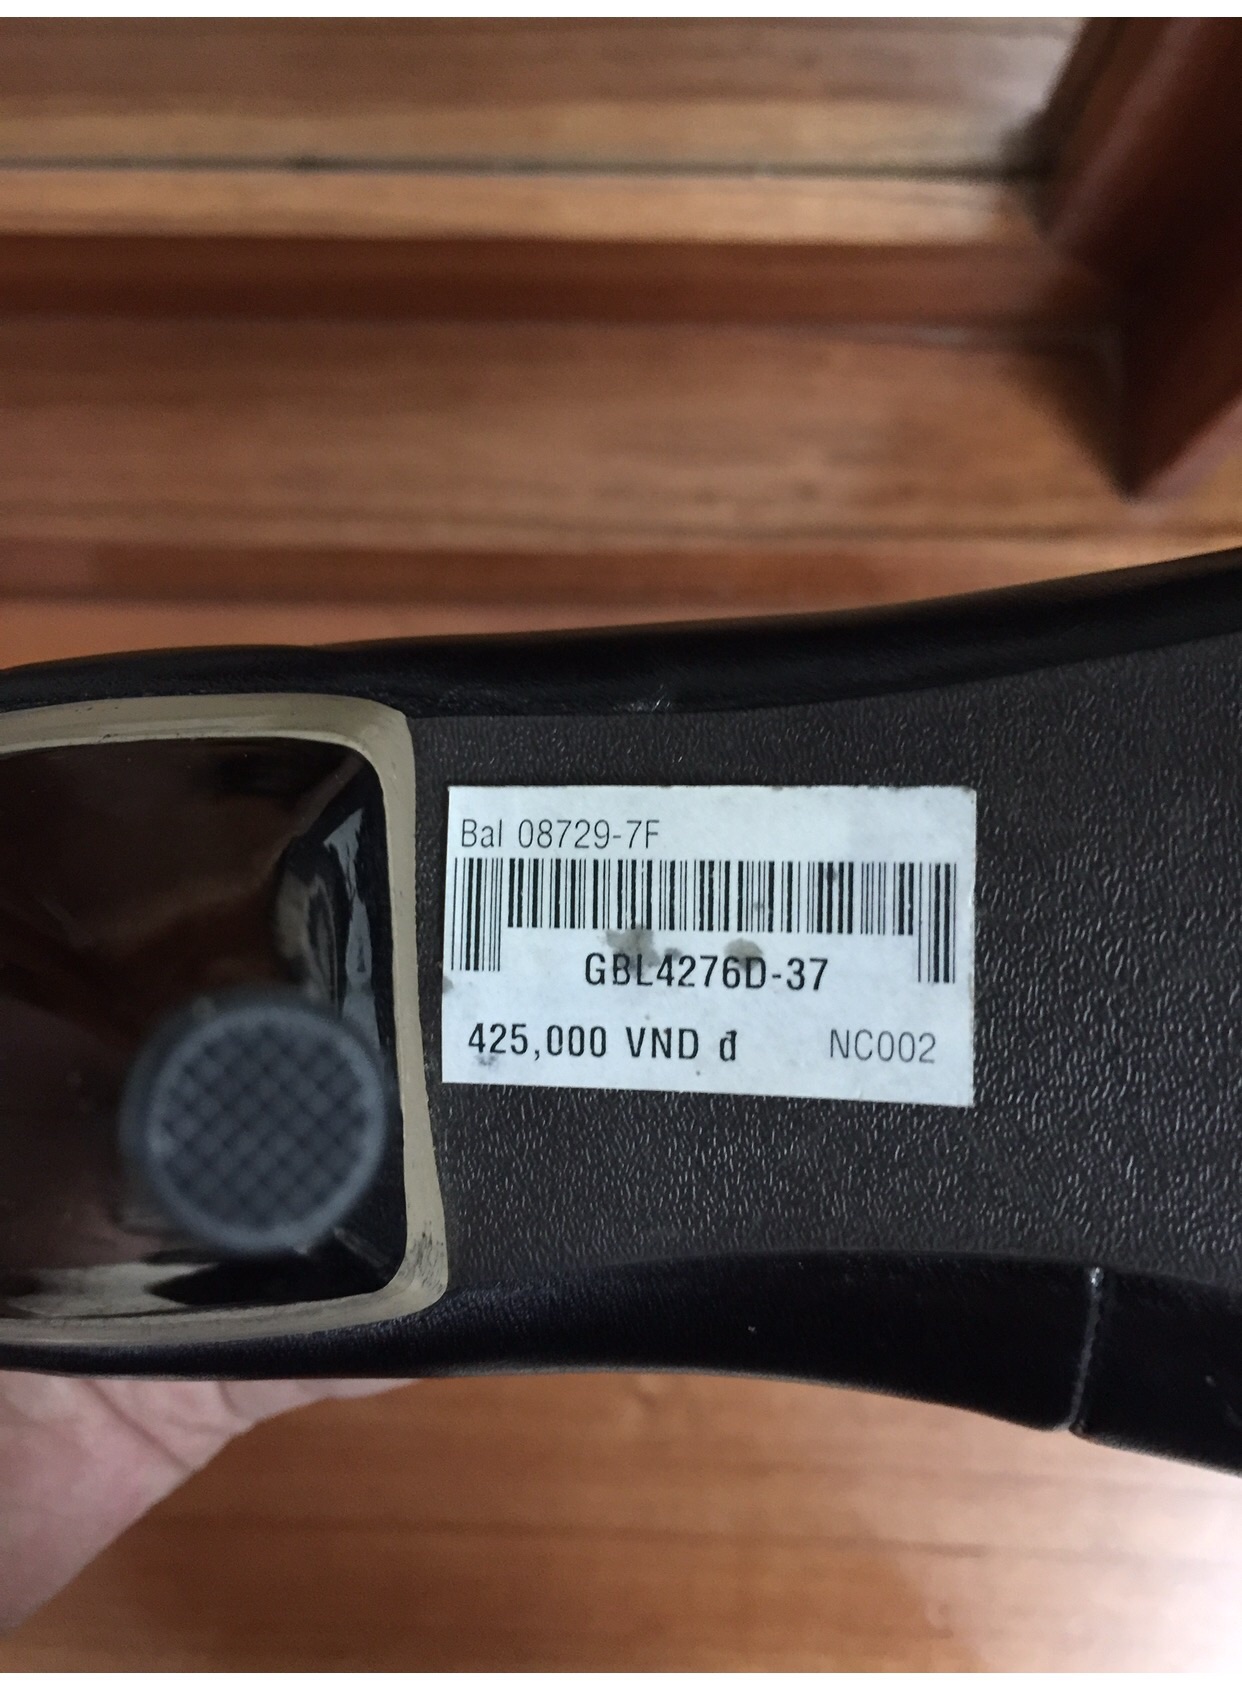 Bal 08729-7F
GBL4276D-37
425,000 VND đ NC002